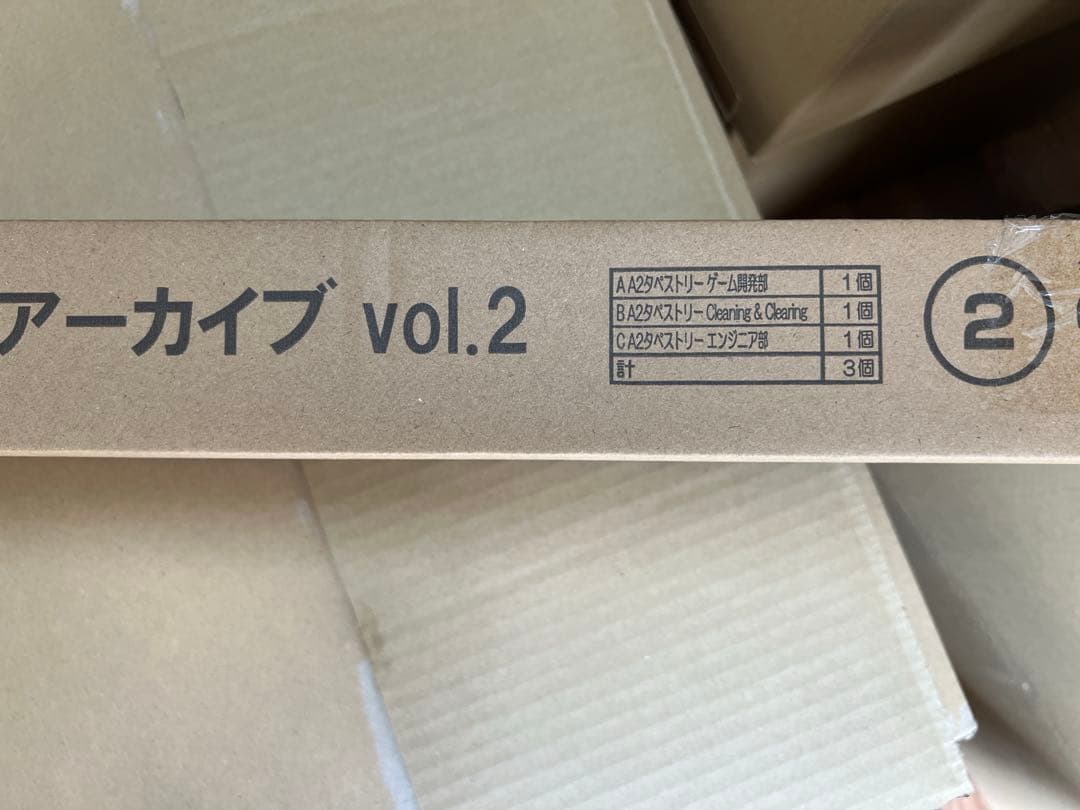 アーカイブ vol.2
A A2タペストリー ゲーム開発部 1個
B A2タペストリー Cleaning & Clearing 1個
C A2タペストリー エンジニア部 1個
計 3個
2